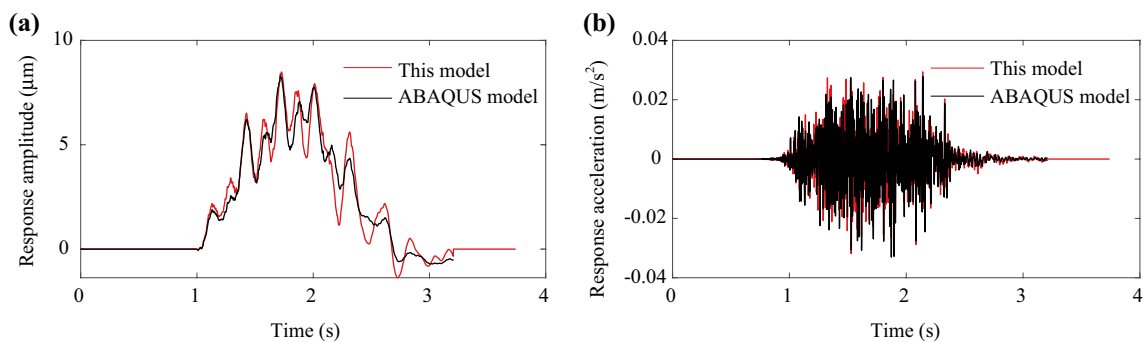 (a)
10
5
0
Response amplitude (μm)
This model
ABAQUS model
0 1 2 3 4
Time (s)
(b)
0.04
0.02
0
-0.02
-0.04
Response acceleration (m/s²)
This model
ABAQUS model
0 1 2 3 4
Time (s)